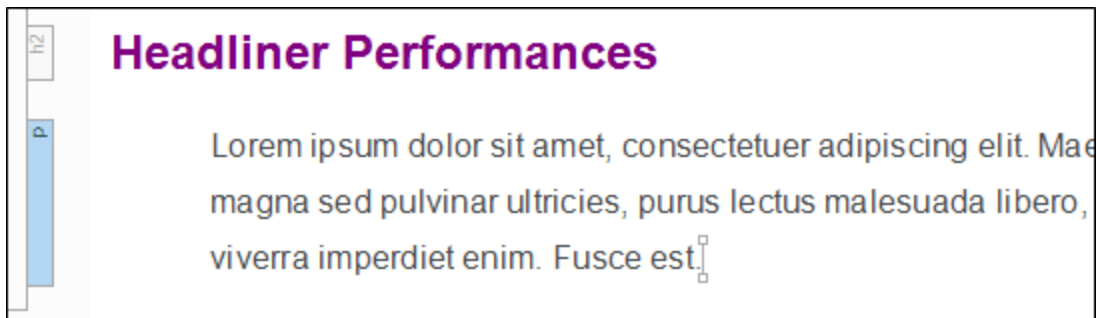 h2
Headliner Performances
p
Lorem ipsum dolor sit amet, consectetuer adipiscing elit. Mae
magna sed pulvinar ultricies, purus lectus malesuada libero,
viverra imperdiet enim. Fusce est.